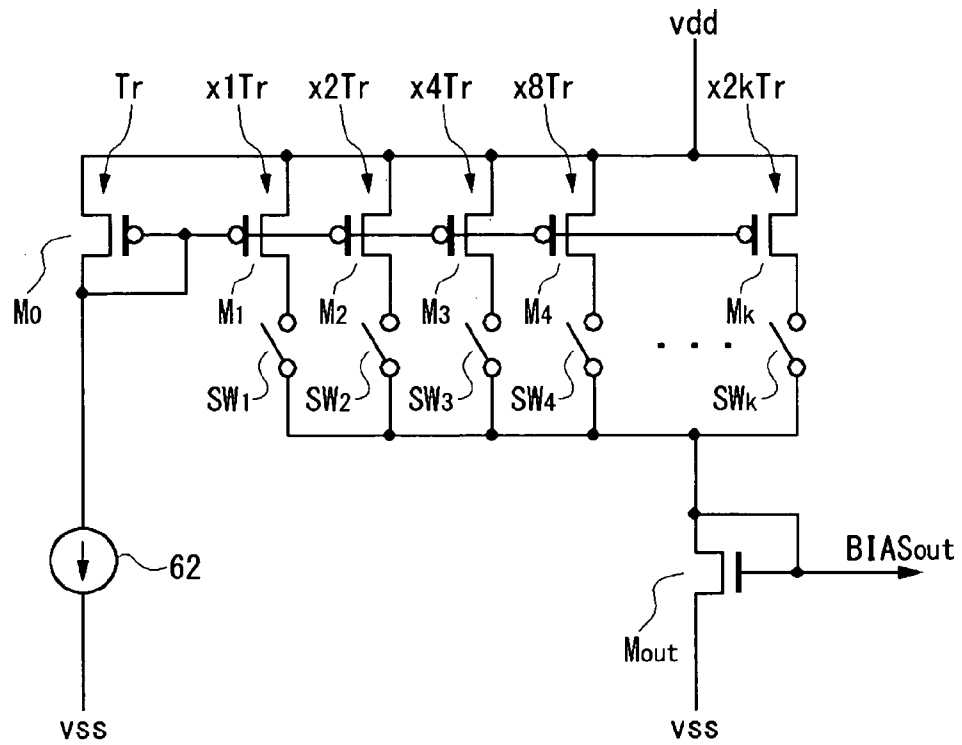 vdd
Tr x1Tr x2Tr x4Tr x8Tr x2kTr
M0 M1 M2 M3 M4 Mk
SW1 SW2 SW3 SW4 . . . SWk
62
BIASout
Mout
vss vss